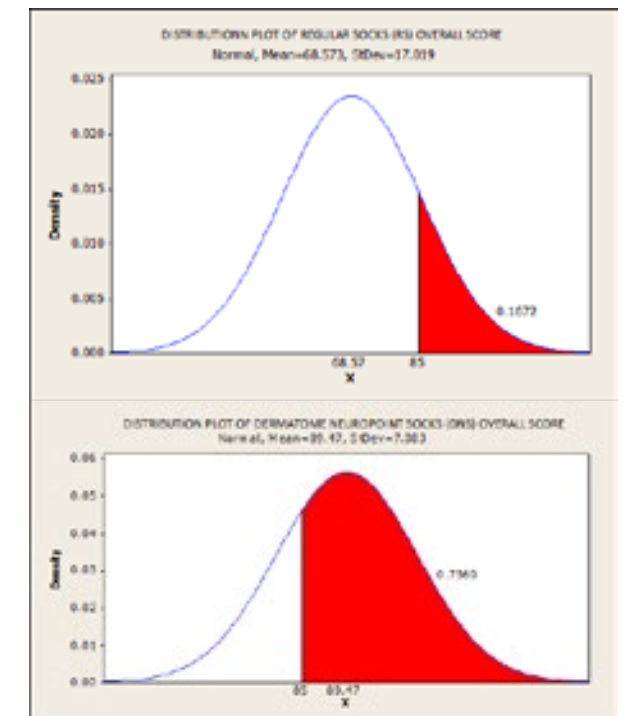 DISTRIBUTIONN PLOT OF REGULAR SOCKS (RS) OVERALL SCORE
Normal, Mean=68.573, StDev=17.019
0.025
0.020
0.015
0.010
0.005
0.000
Density
0.1672
68.57
85
X
DISTRIBUTION PLOT OF DERMATOME NEUROPOINT SOCKS (DNS) OVERALL SCORE
Normal, Mean=89.47, StDev=7.083
0.06
0.05
0.04
0.03
0.02
0.01
0.00
Density
0.7360
85
89.47
X